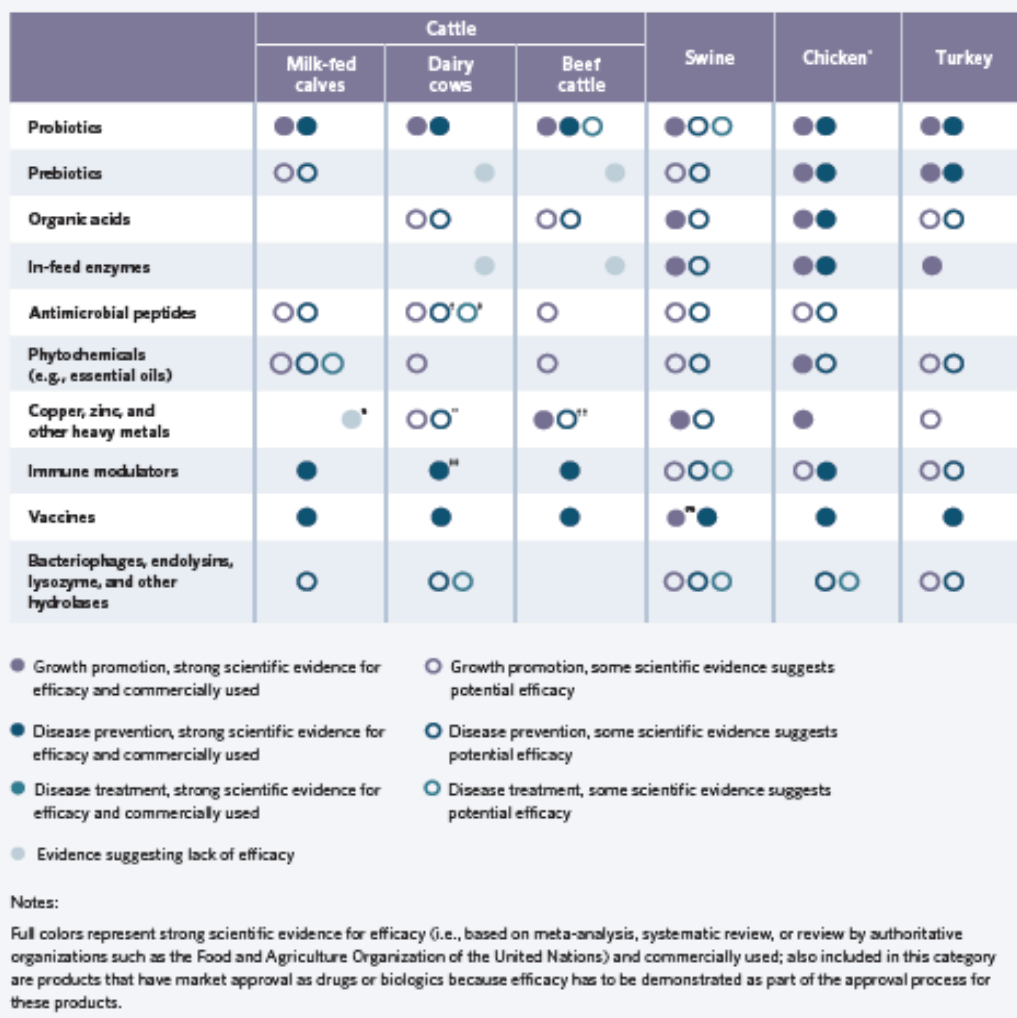 Cattle
Milk-fed
calves
Dairy
cows
Beef
cattle
Swine
Chicken*
Turkey
Probiotics
Prebiotics
Organic acids
In-feed enzymes
Antimicrobial peptides
Phytochemicals
(e.g., essential oils)
Copper, zinc, and
other heavy metals
Immune modulators
Vaccines
Bacteriophages, endolysins,
lysozyme, and other
hydrolases
Growth promotion, strong scientific evidence for
efficacy and commercially used
Growth promotion, some scientific evidence suggests
potential efficacy
Disease prevention, strong scientific evidence for
efficacy and commercially used
Disease prevention, some scientific evidence suggests
potential efficacy
Disease treatment, strong scientific evidence for
efficacy and commercially used
Disease treatment, some scientific evidence suggests
potential efficacy
Evidence suggesting lack of efficacy
Notes:
Full colors represent strong scientific evidence for efficacy (i.e., based on meta-analysis, systematic review, or review by authoritative
organizations such as the Food and Agriculture Organization of the United Nations) and commercially used; also included in this category
are products that have market approval as drugs or biologics because efficacy has to be demonstrated as part of the approval process for
these products.